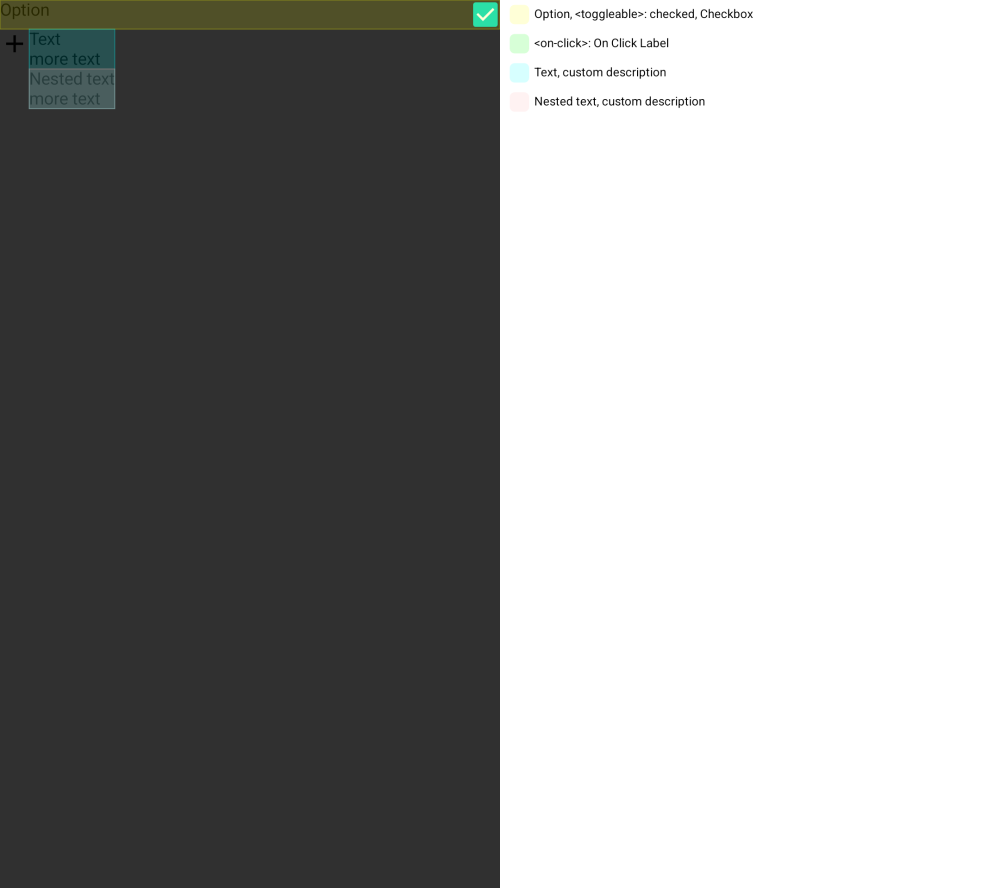 Option
Text
more text
Nested text
more text
Option, <toggleable>: checked, Checkbox
<on-click>: On Click Label
Text, custom description
Nested text, custom description